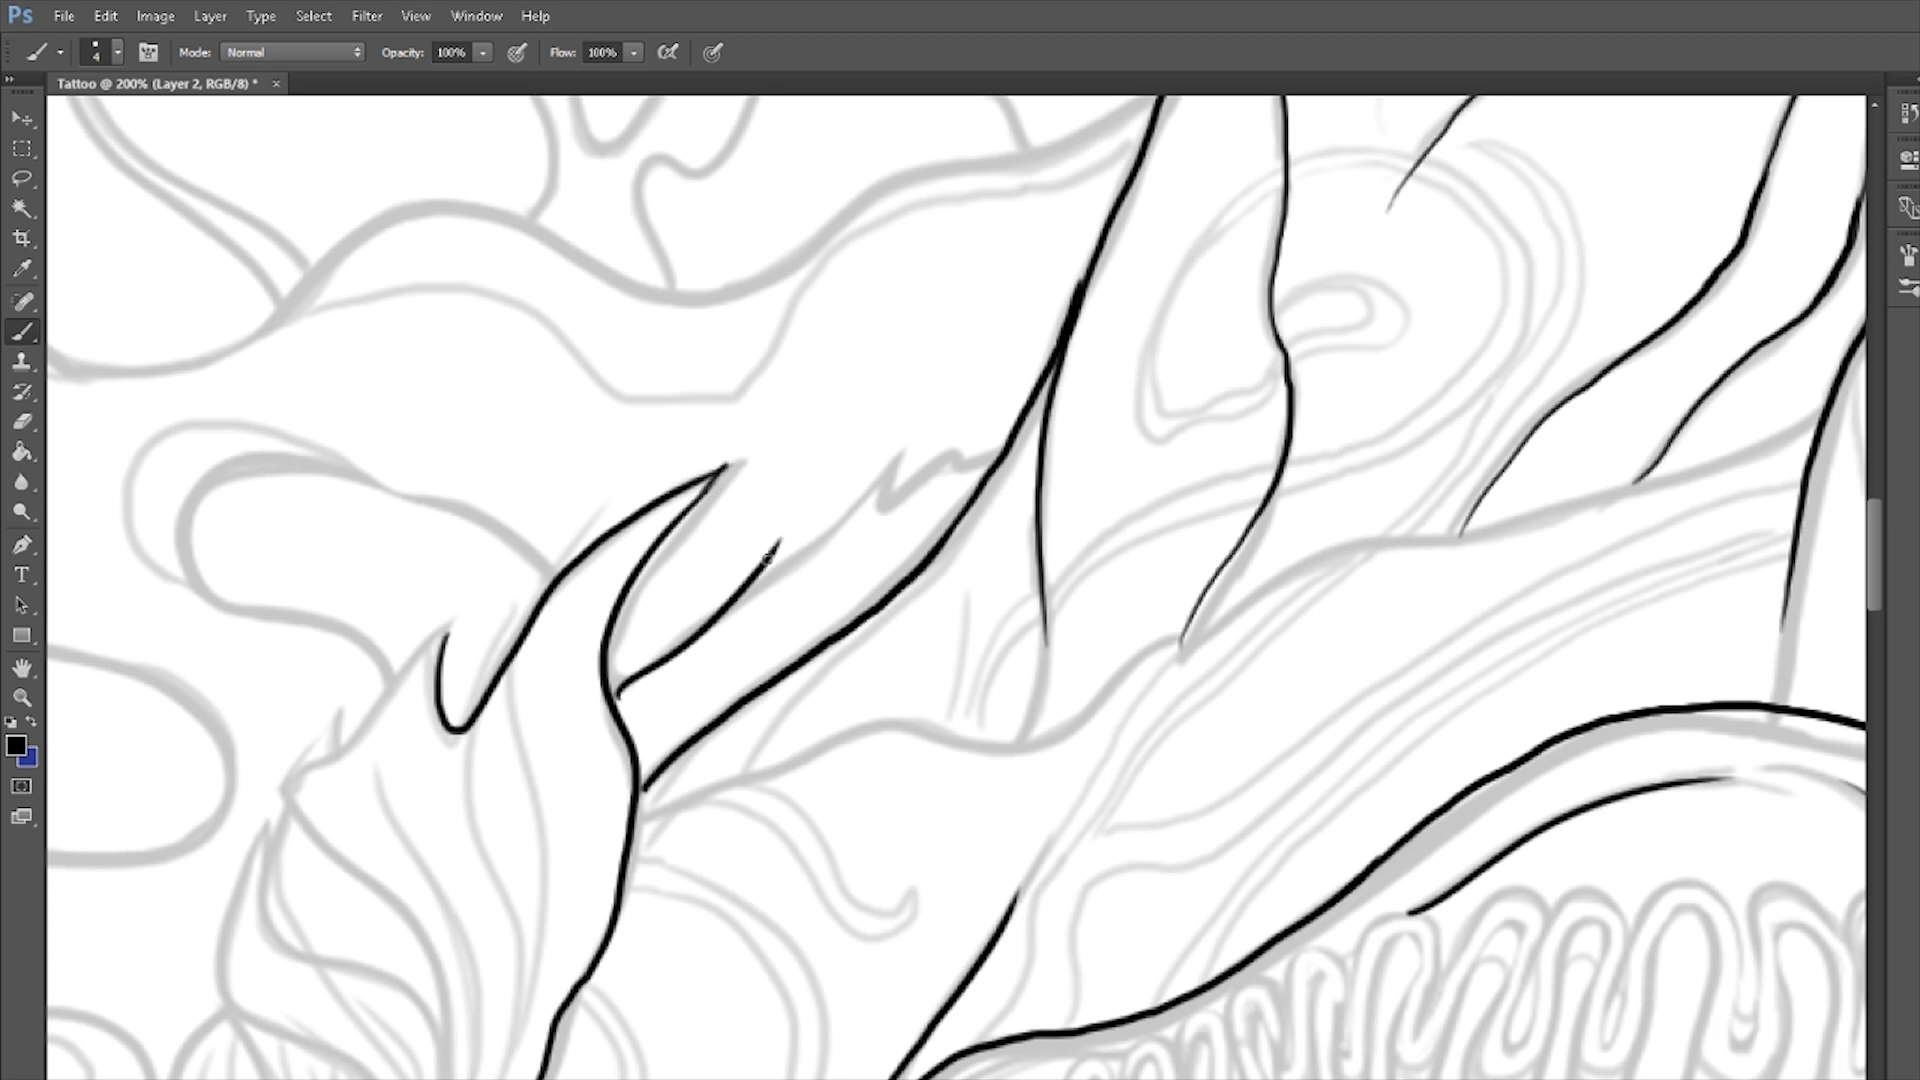 Ps File Edit Image Layer Type Select Filter View Window Help
4 Mode: Normal Opacity: 100% Flow: 100%
Tattoo @ 200% (Layer 2, RGB/8) * ×
T